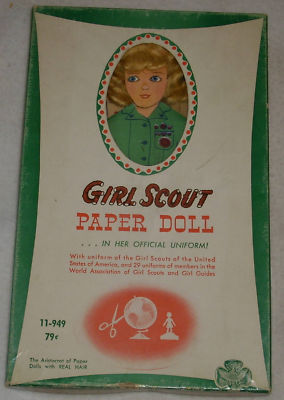 GIRL SCOUT
PAPER DOLL
... IN HER OFFICIAL UNIFORM!
With uniform of the Girl Scouts of the United
States of America, and 29 uniforms of members in the
World Association of Girl Scouts and Girl Guides
11-949
79¢
The Aristocrat of Paper
Dolls with REAL HAIR